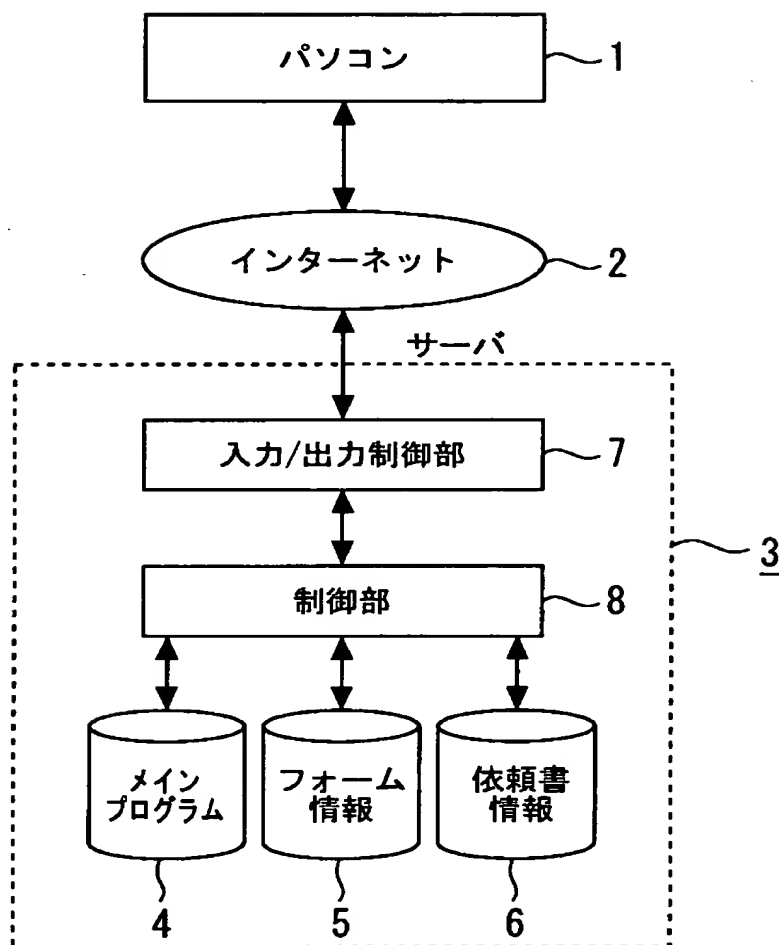 パソコン
1
インターネット
2
サーバ
入力/出力制御部
7
3
制御部
8
メイン
プログラム
フォーム
情報
依頼書
情報
4
5
6